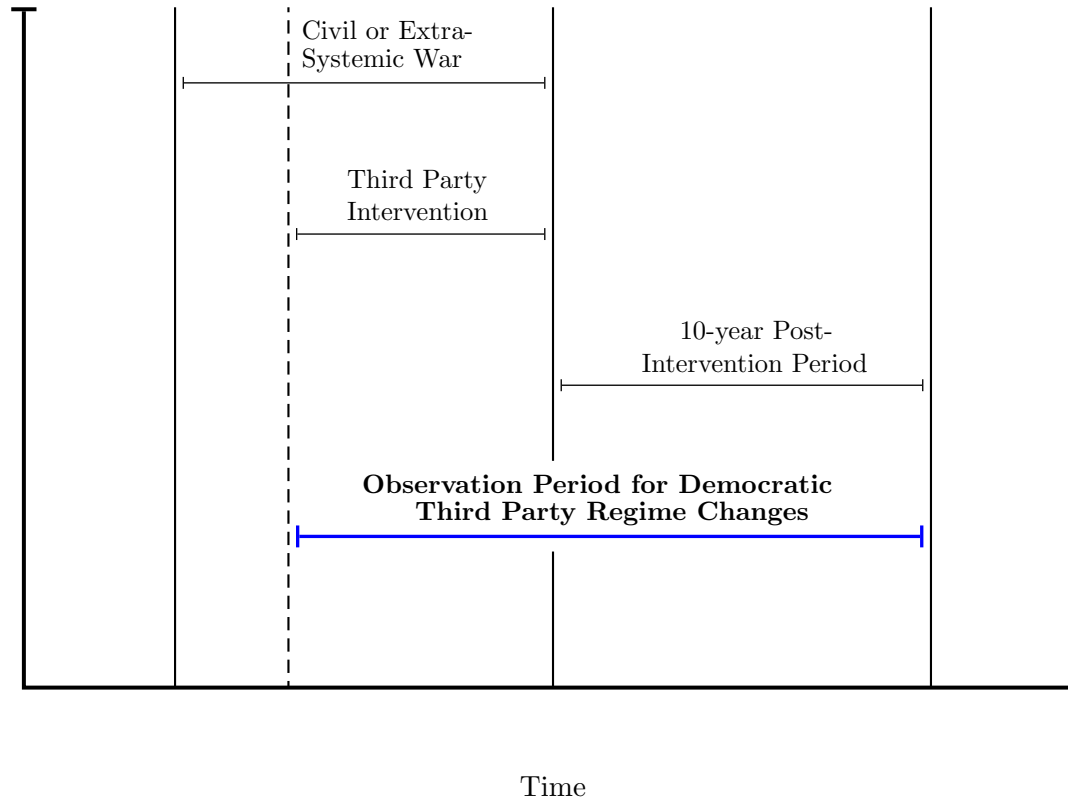 Civil or Extra-
Systemic War
Third Party
Intervention
10-year Post-
Intervention Period
Observation Period for Democratic
Third Party Regime Changes
Time